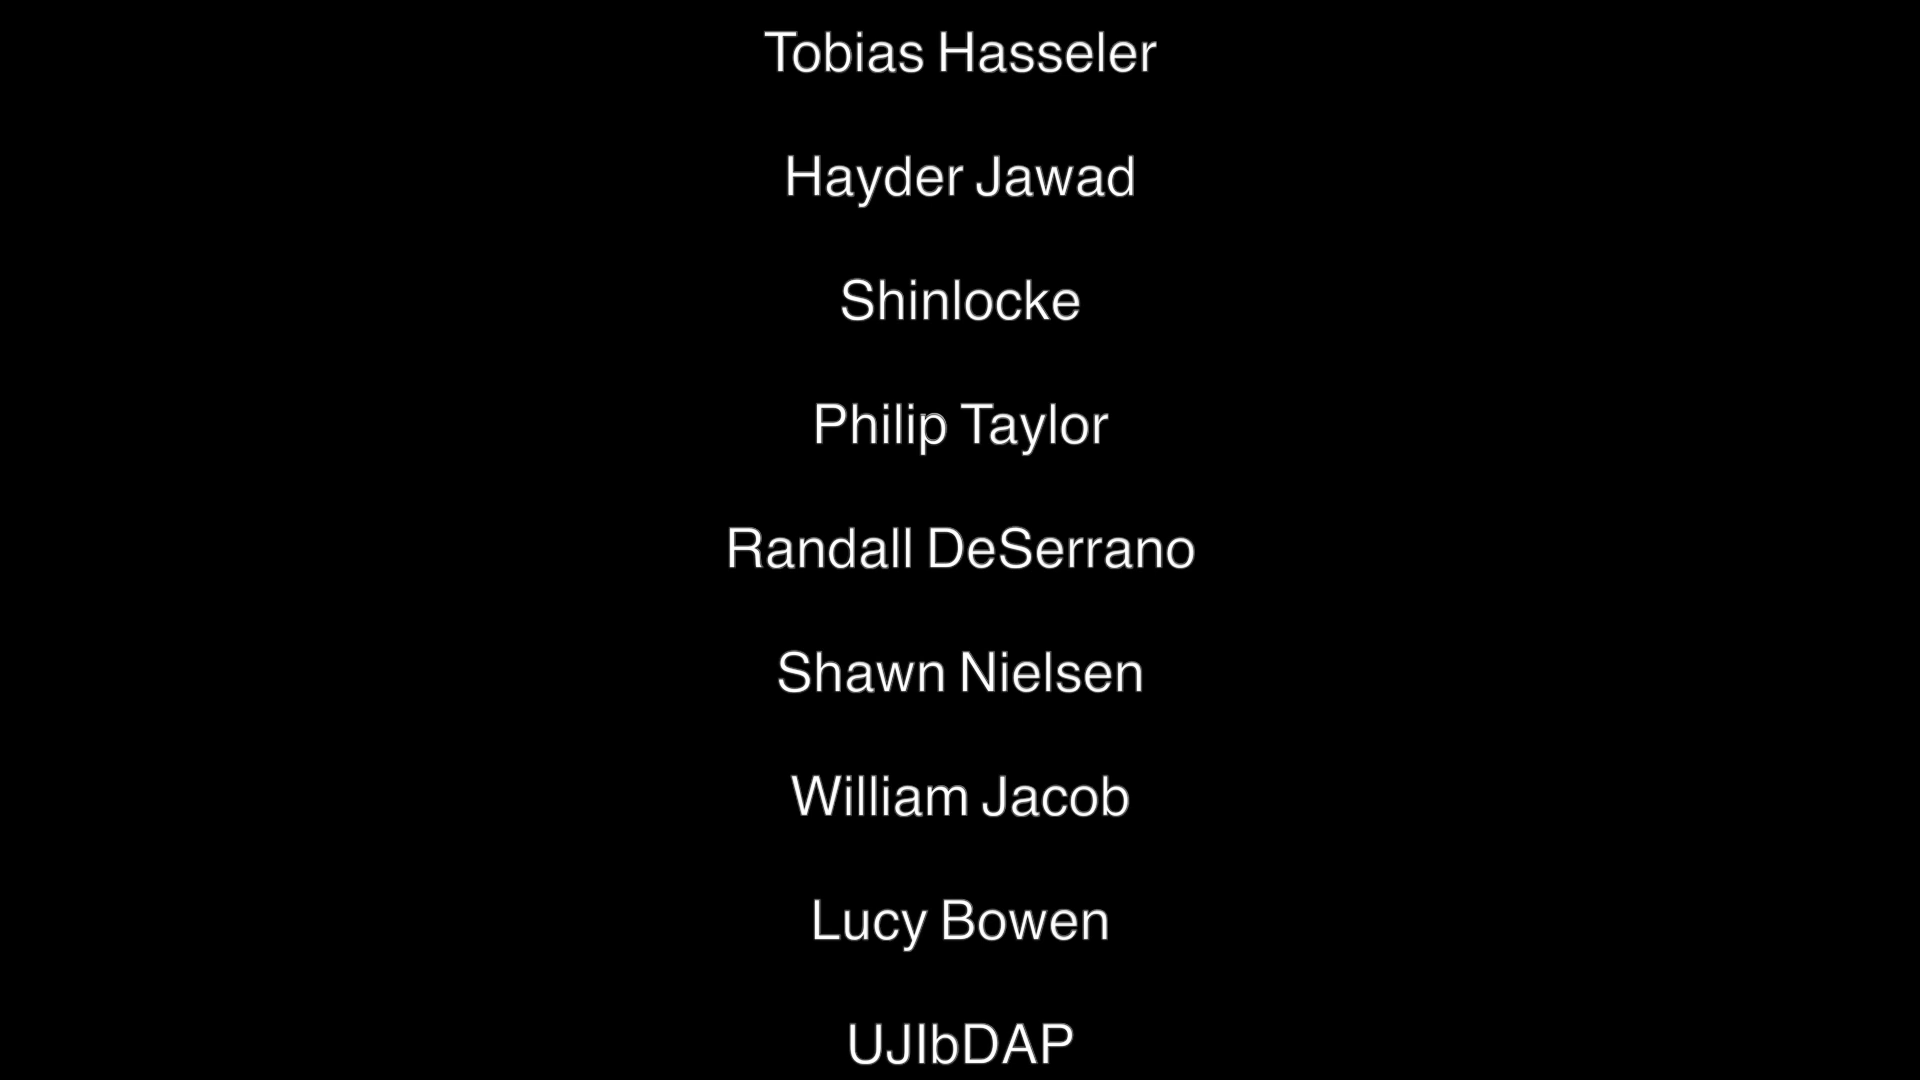 Tobias Hasseler
Hayder Jawad
Shinlocke
Philip Taylor
Randall DeSerrano
Shawn Nielsen
William Jacob
Lucy Bowen
UJIbDAP